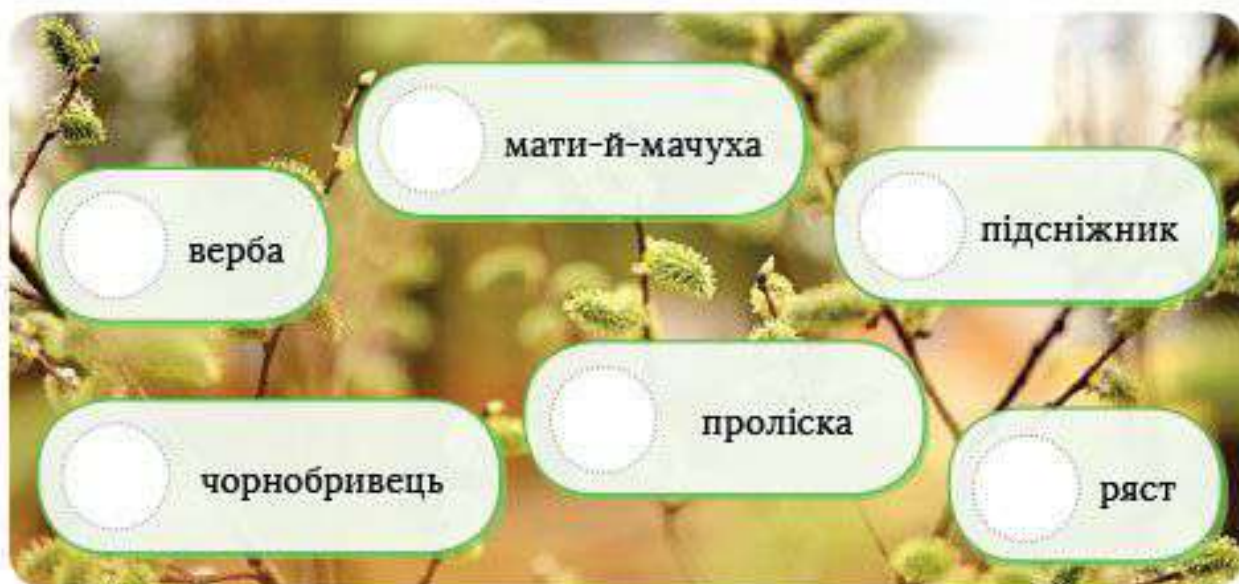 мати-й-мачуха
верба
підсніжник
чорнобривець
проліска
ряст